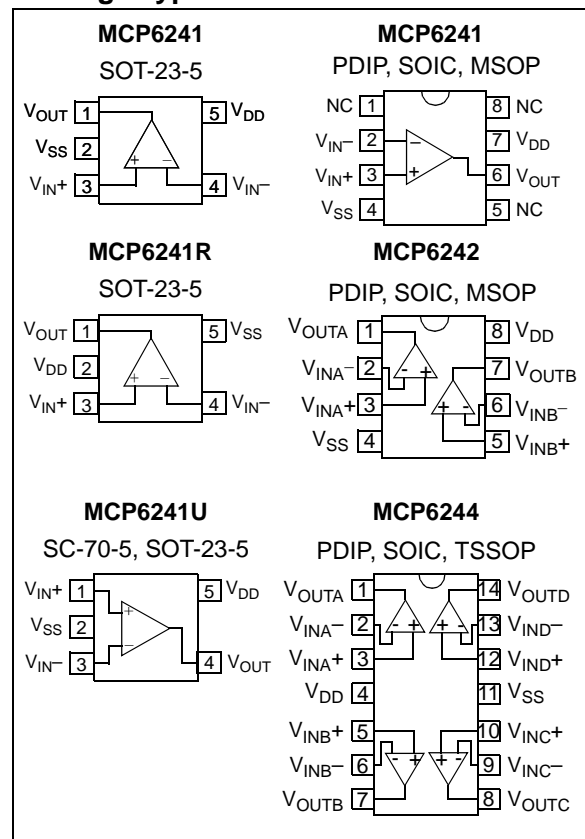 MCP6241
SOT-23-5
VOUT 1
5 VDD
VSS 2
VIN+ 3
4 VIN–
+ –
MCP6241
PDIP, SOIC, MSOP
NC 1
8 NC
VIN– 2
7 VDD
VIN+ 3
6 VOUT
VSS 4
5 NC
–
+
MCP6241R
SOT-23-5
VOUT 1
5 VSS
VDD 2
VIN+ 3
4 VIN–
+ –
MCP6242
PDIP, SOIC, MSOP
VOUTA 1
8 VDD
VINA– 2
7 VOUTB
VINA+ 3
6 VINB–
VSS 4
5 VINB+
- +
+ -
MCP6241U
SC-70-5, SOT-23-5
VIN+ 1
5 VDD
VSS 2
VIN– 3
4 VOUT
+
–
MCP6244
PDIP, SOIC, TSSOP
VOUTA 1
14 VOUTD
VINA– 2
13 VIND–
VINA+ 3
12 VIND+
VDD 4
11 VSS
VINB+ 5
10 VINC+
VINB– 6
9 VINC–
VOUTB 7
8 VOUTC
- +
+ -
- +
+ -